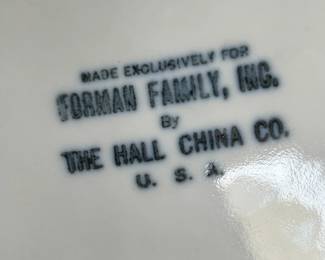 MADE EXCLUSIVELY FOR
FORMAN FAMILY, INC.
By
THE HALL CHINA CO.
U. S. A.